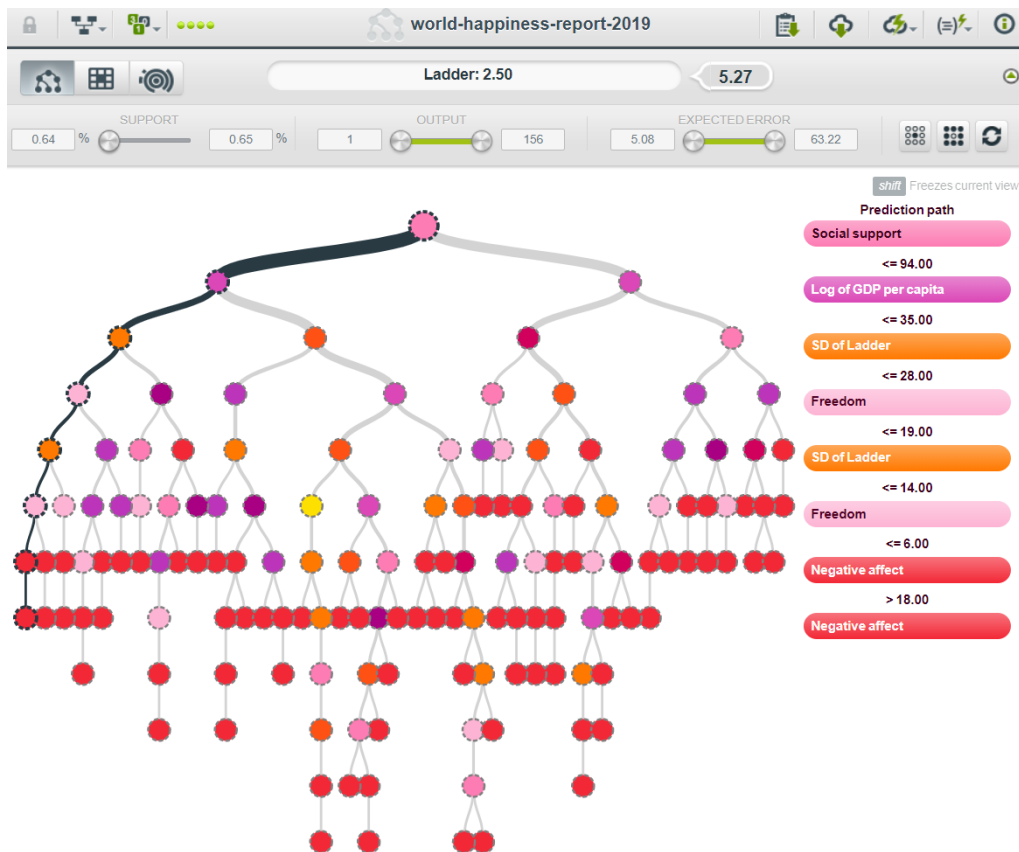 world-happiness-report-2019
Ladder: 2.50
5.27
SUPPORT
0.64 %
0.65 %
OUTPUT
1
156
EXPECTED ERROR
5.08
63.22
shift Freezes current view
Prediction path
Social support
<= 94.00
Log of GDP per capita
<= 35.00
SD of Ladder
<= 28.00
Freedom
<= 19.00
SD of Ladder
<= 14.00
Freedom
<= 6.00
Negative affect
> 18.00
Negative affect